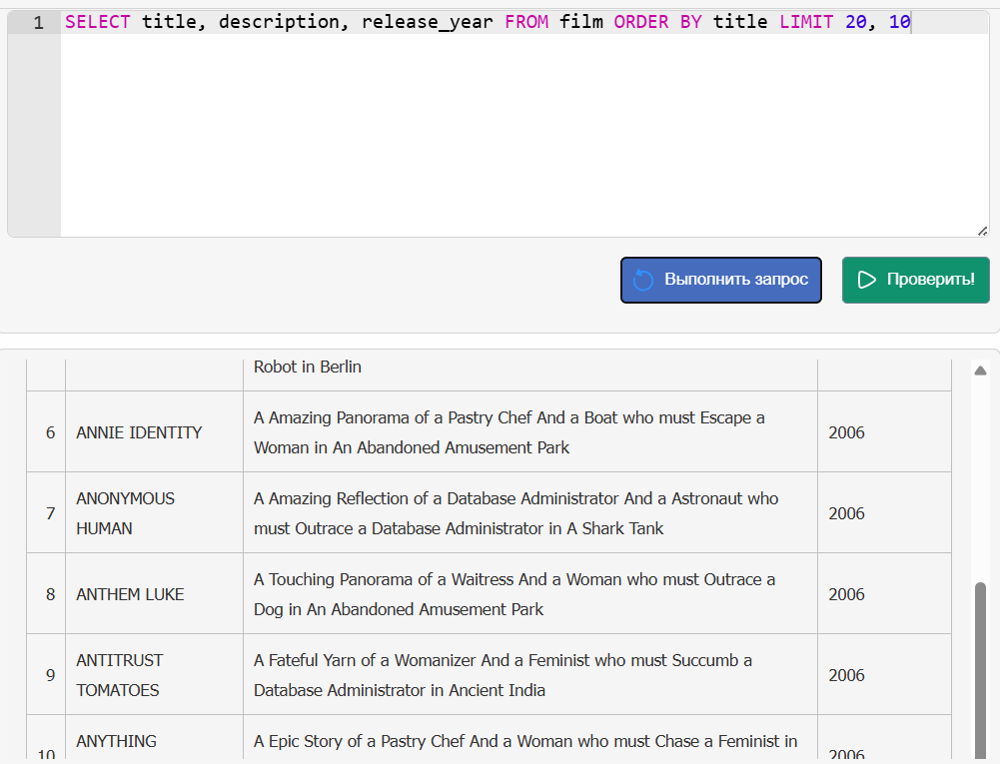 1 SELECT title, description, release_year FROM film ORDER BY title LIMIT 20, 10
Выполнить запрос
Проверить!
Robot in Berlin
6 ANNIE IDENTITY A Amazing Panorama of a Pastry Chef And a Boat who must Escape a
Woman in An Abandoned Amusement Park 2006
7 ANONYMOUS
HUMAN A Amazing Reflection of a Database Administrator And a Astronaut who
must Outrace a Database Administrator in A Shark Tank 2006
8 ANTHEM LUKE A Touching Panorama of a Waitress And a Woman who must Outrace a
Dog in An Abandoned Amusement Park 2006
9 ANTITRUST
TOMATOES A Fateful Yarn of a Womanizer And a Feminist who must Succumb a
Database Administrator in Ancient India 2006
10 ANYTHING A Epic Story of a Pastry Chef And a Woman who must Chase a Feminist in 2006